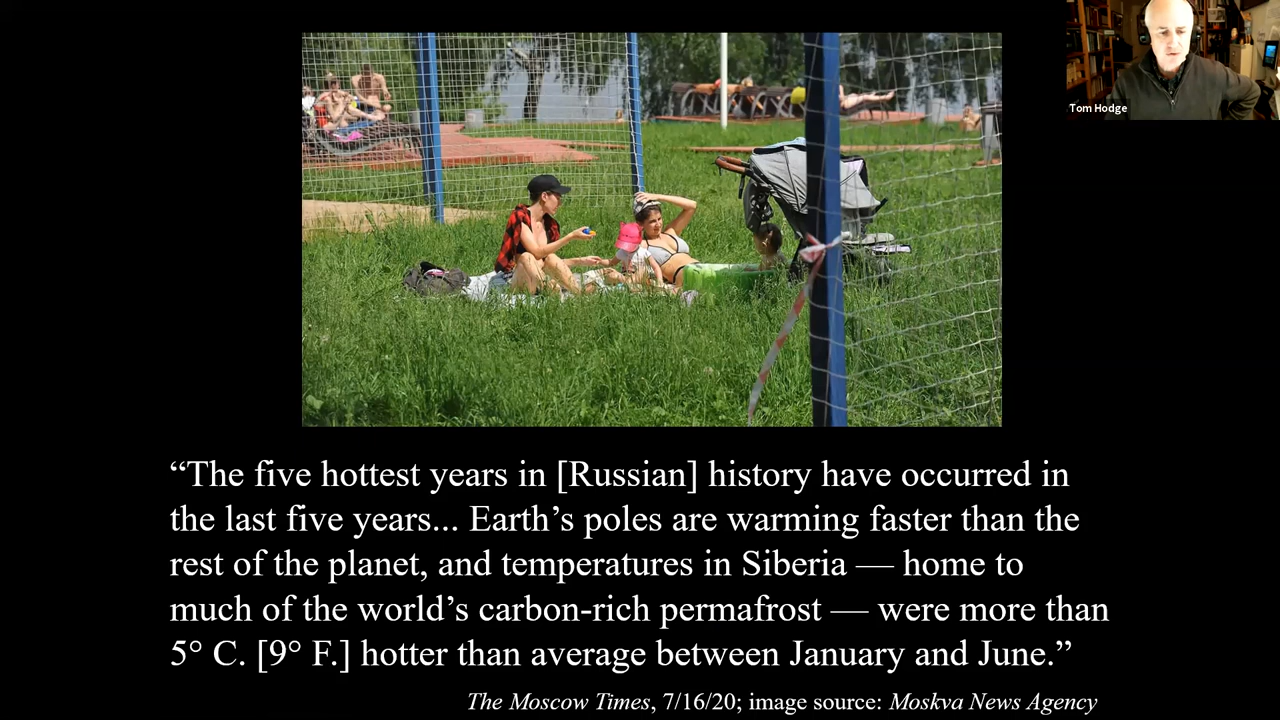 Tom Hodge
“The five hottest years in [Russian] history have occurred in
the last five years... Earth’s poles are warming faster than the
rest of the planet, and temperatures in Siberia — home to
much of the world’s carbon-rich permafrost — were more than
5° C. [9° F.] hotter than average between January and June.”
The Moscow Times, 7/16/20; image source: Moskva News Agency